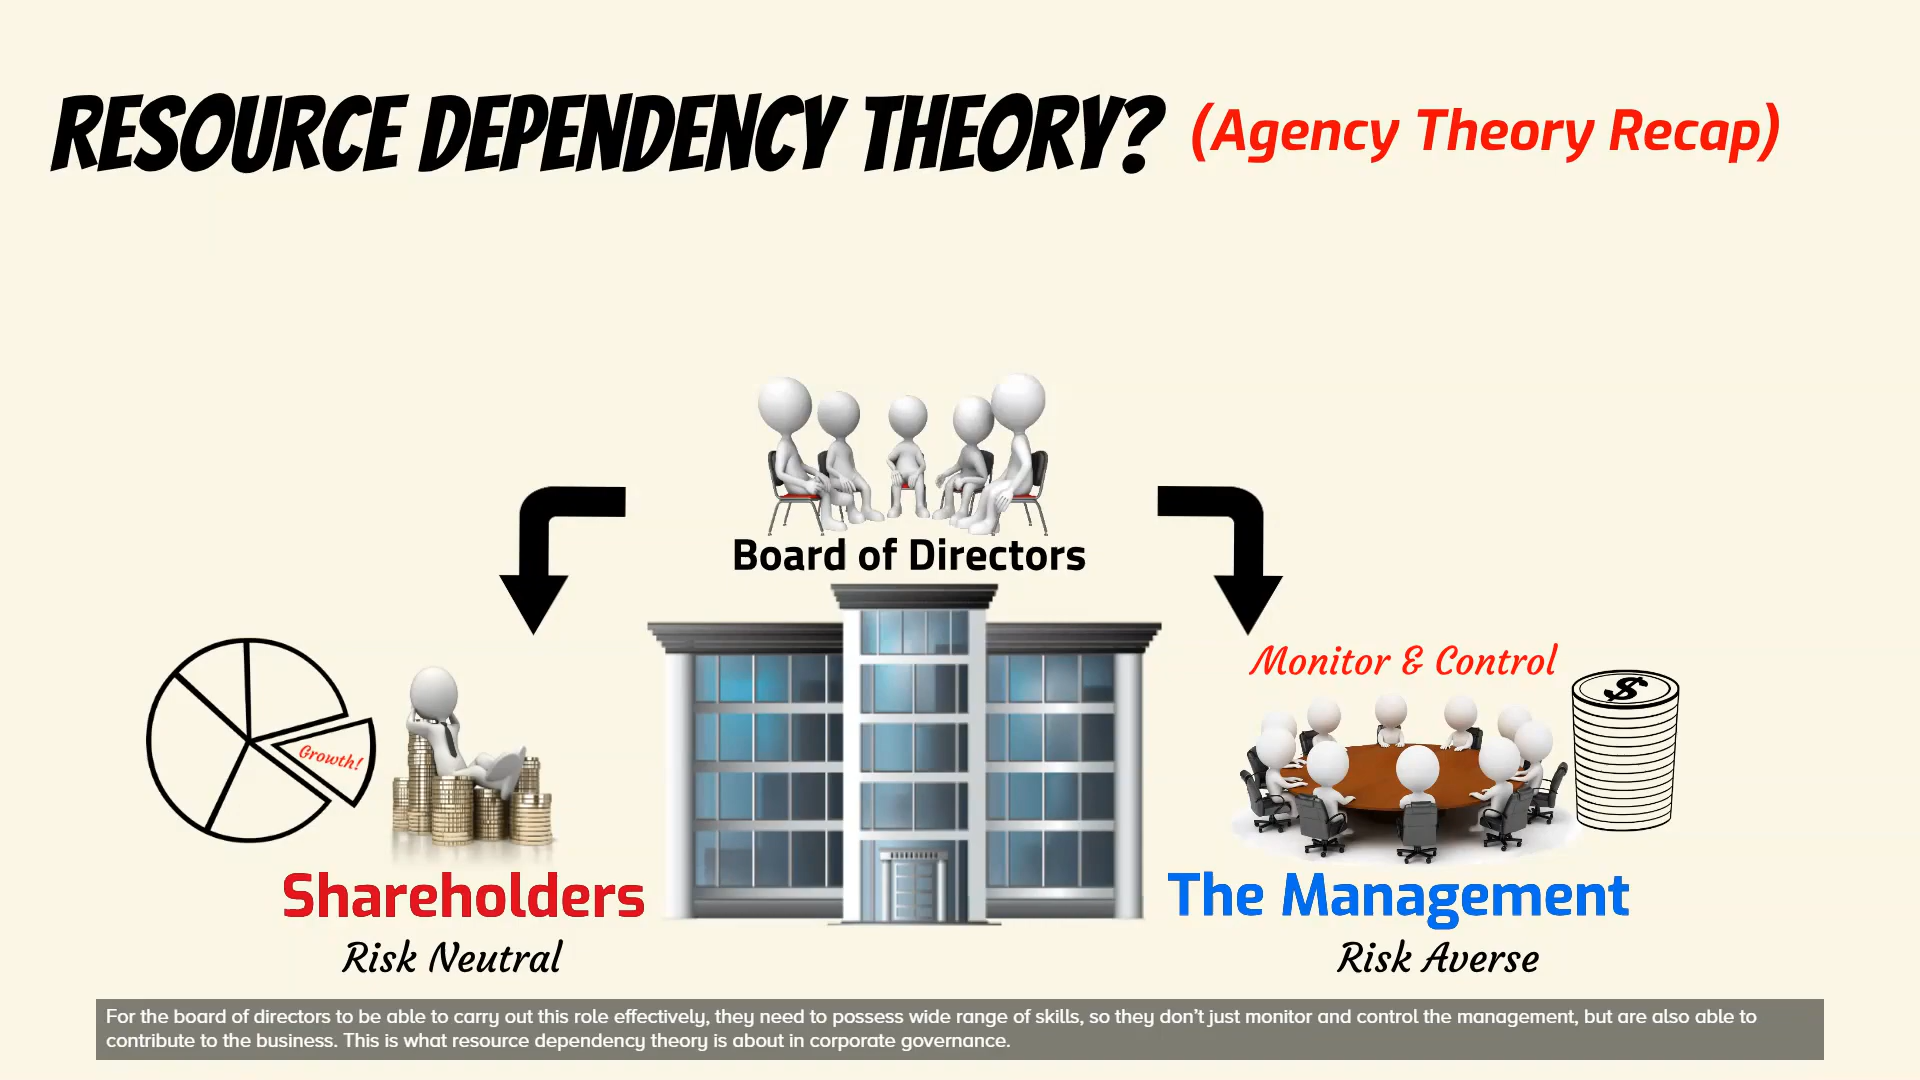 RESOURCE DEPENDENCY THEORY? (Agency Theory Recap)
Board of Directors
Monitor & Control
$
Growth!
Shareholders
The Management
Risk Neutral
Risk Averse
For the board of directors to be able to carry out this role effectively, they need to possess wide range of skills, so they don't just monitor and control the management, but are also able to
contribute to the business. This is what resource dependency theory is about in corporate governance.